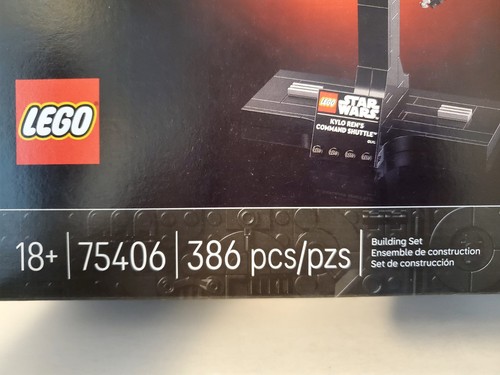 LEGO
LEGO STAR
WARS
KYLO REN'S
COMMAND SHUTTLE™
18+ 75406 386 pcs/pzs
Building Set
Ensemble de construction
Set de construcción